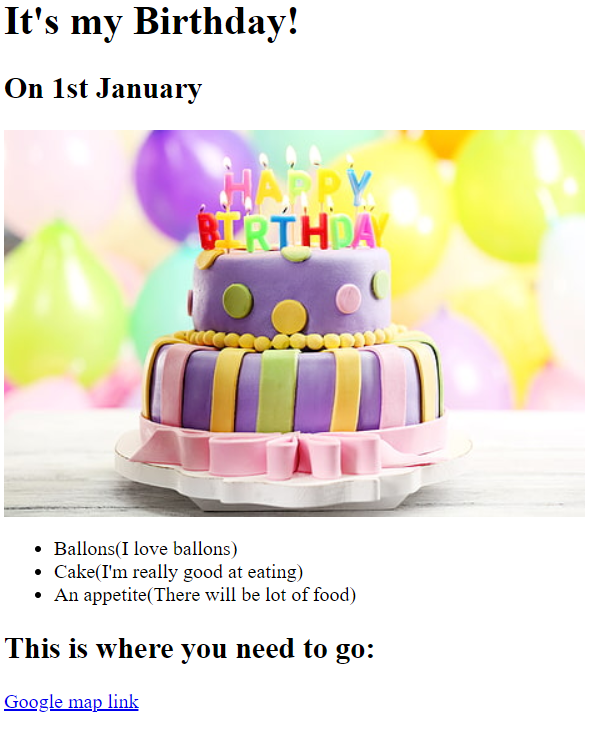 It's my Birthday!
On 1st January
HAPPY
BIRTHDAY
Ballons(I love ballons)
Cake(I'm really good at eating)
An appetite(There will be lot of food)
This is where you need to go:
Google map link